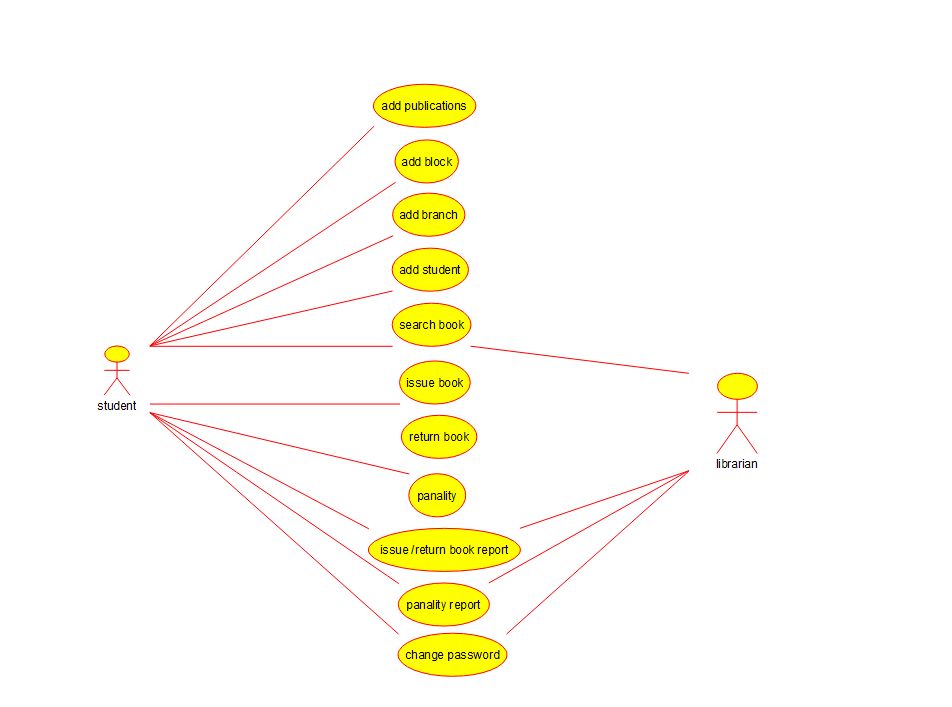 add publications
add block
add branch
add student
search book
issue book
student
return book
librarian
panality
issue /return book report
panality report
change password